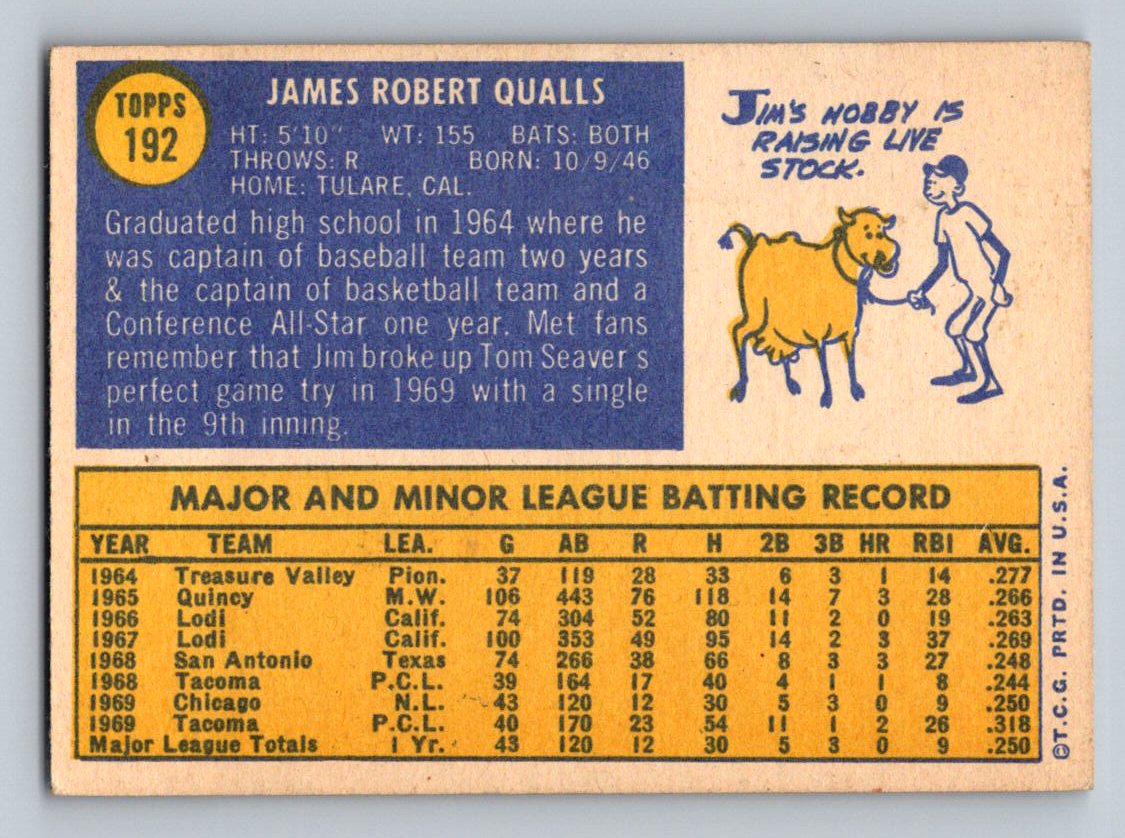 TOPPS
192
JAMES ROBERT QUALLS
HT: 5'10" WT: 155 BATS: BOTH
THROWS: R BORN: 10/9/46
HOME: TULARE, CAL.
Graduated high school in 1964 where he
was captain of baseball team two years
& the captain of basketball team and a
Conference All-Star one year. Met fans
remember that Jim broke up Tom Seaver's
perfect game try in 1969 with a single
in the 9th inning.
JIM'S HOBBY IS
RAISING LIVE
STOCK.
MAJOR AND MINOR LEAGUE BATTING RECORD
YEAR TEAM LEA. G AB R H 2B 3B HR RBI AVG.
1964 Treasure Valley Pion. 37 119 28 33 6 3 1 14 .277
1965 Quincy M.W. 106 443 76 118 14 7 3 28 .266
1966 Lodi Calif. 74 304 52 80 11 2 0 19 .263
1967 Lodi Calif. 100 353 49 95 14 2 3 37 .269
1968 San Antonio Texas 74 266 38 66 8 3 3 27 .248
1968 Tacoma P.C.L. 39 164 17 40 4 1 1 8 .244
1969 Chicago N.L. 43 120 12 30 5 3 0 9 .250
1969 Tacoma P.C.L. 40 170 23 54 11 1 2 26 .318
Major League Totals 1 Yr. 43 120 12 30 5 3 0 9 .250
©T.C.G. PRTD. IN U.S.A.